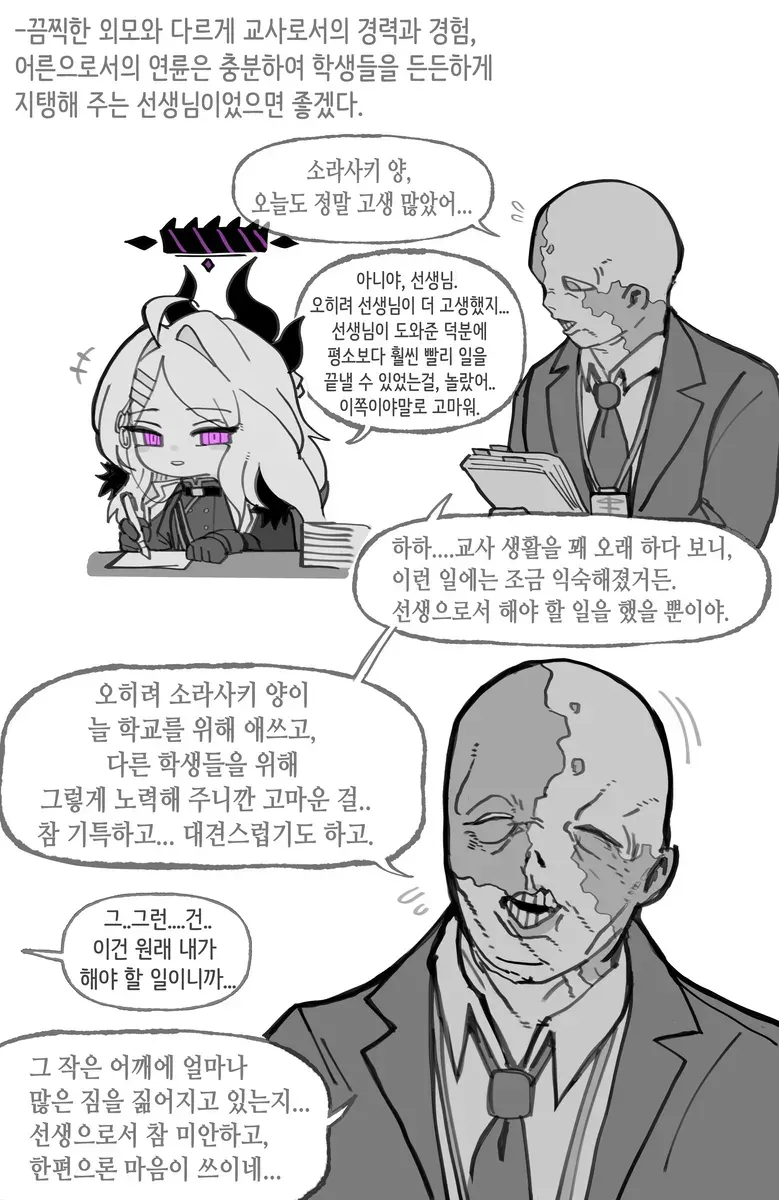 -끔찍한 외모와 다르게 교사로서의 경력과 경험,
어른으로서의 연륜은 충분하여 학생들을 든든하게
지탱해 주는 선생님이었으면 좋겠다.
소라사키 양,
오늘도 정말 고생 많았어...
아니야, 선생님.
오히려 선생님이 더 고생했지...
선생님이 도와준 덕분에
평소보다 훨씬 빨리 일을
끝낼 수 있었는걸, 놀랐어..
이쪽이야말로 고마워.
하하....교사 생활을 꽤 오래 하다 보니,
이런 일에는 조금 익숙해졌거든.
선생으로서 해야 할 일을 했을 뿐이야.
오히려 소라사키 양이
늘 학교를 위해 애쓰고,
다른 학생들을 위해
그렇게 노력해 주니깐 고마운 걸..
참 기특하고... 대견스럽기도 하고.
그..그런....건..
이건 원래 내가
해야 할 일이니까...
그 작은 어깨에 얼마나
많은 짐을 짊어지고 있는지...
선생으로서 참 미안하고,
한편으론 마음이 쓰이네...